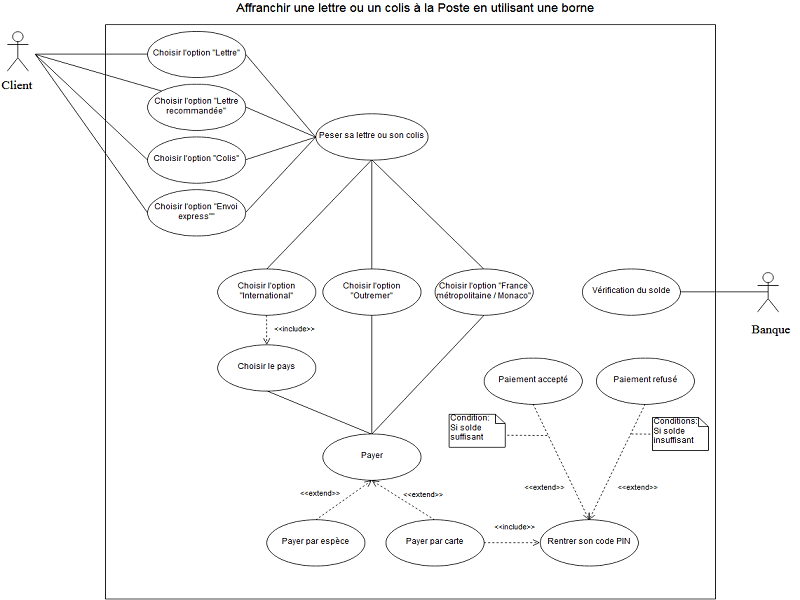 Affranchir une lettre ou un colis à la Poste en utilisant une borne
Client
Choisir l'option "Lettre"
Choisir l'option "Lettre
recommandée"
Peser sa lettre ou son colis
Choisir l'option "Colis"
Choisir l'option "Envoi
express""
Choisir l'option
"International"
Choisir l'option
"Outremer"
Choisir l'option "France
métropolitaine / Monaco"
Vérification du solde
Banque
<<include>>
Choisir le pays
Paiement accepté
Paiement refusé
Condition:
Si solde
suffisant
Conditions:
Si solde
insuffisant
Payer
<<extend>>
<<extend>>
<<extend>>
<<extend>>
Payer par espèce
Payer par carte
<<include>>
Rentrer son code PIN